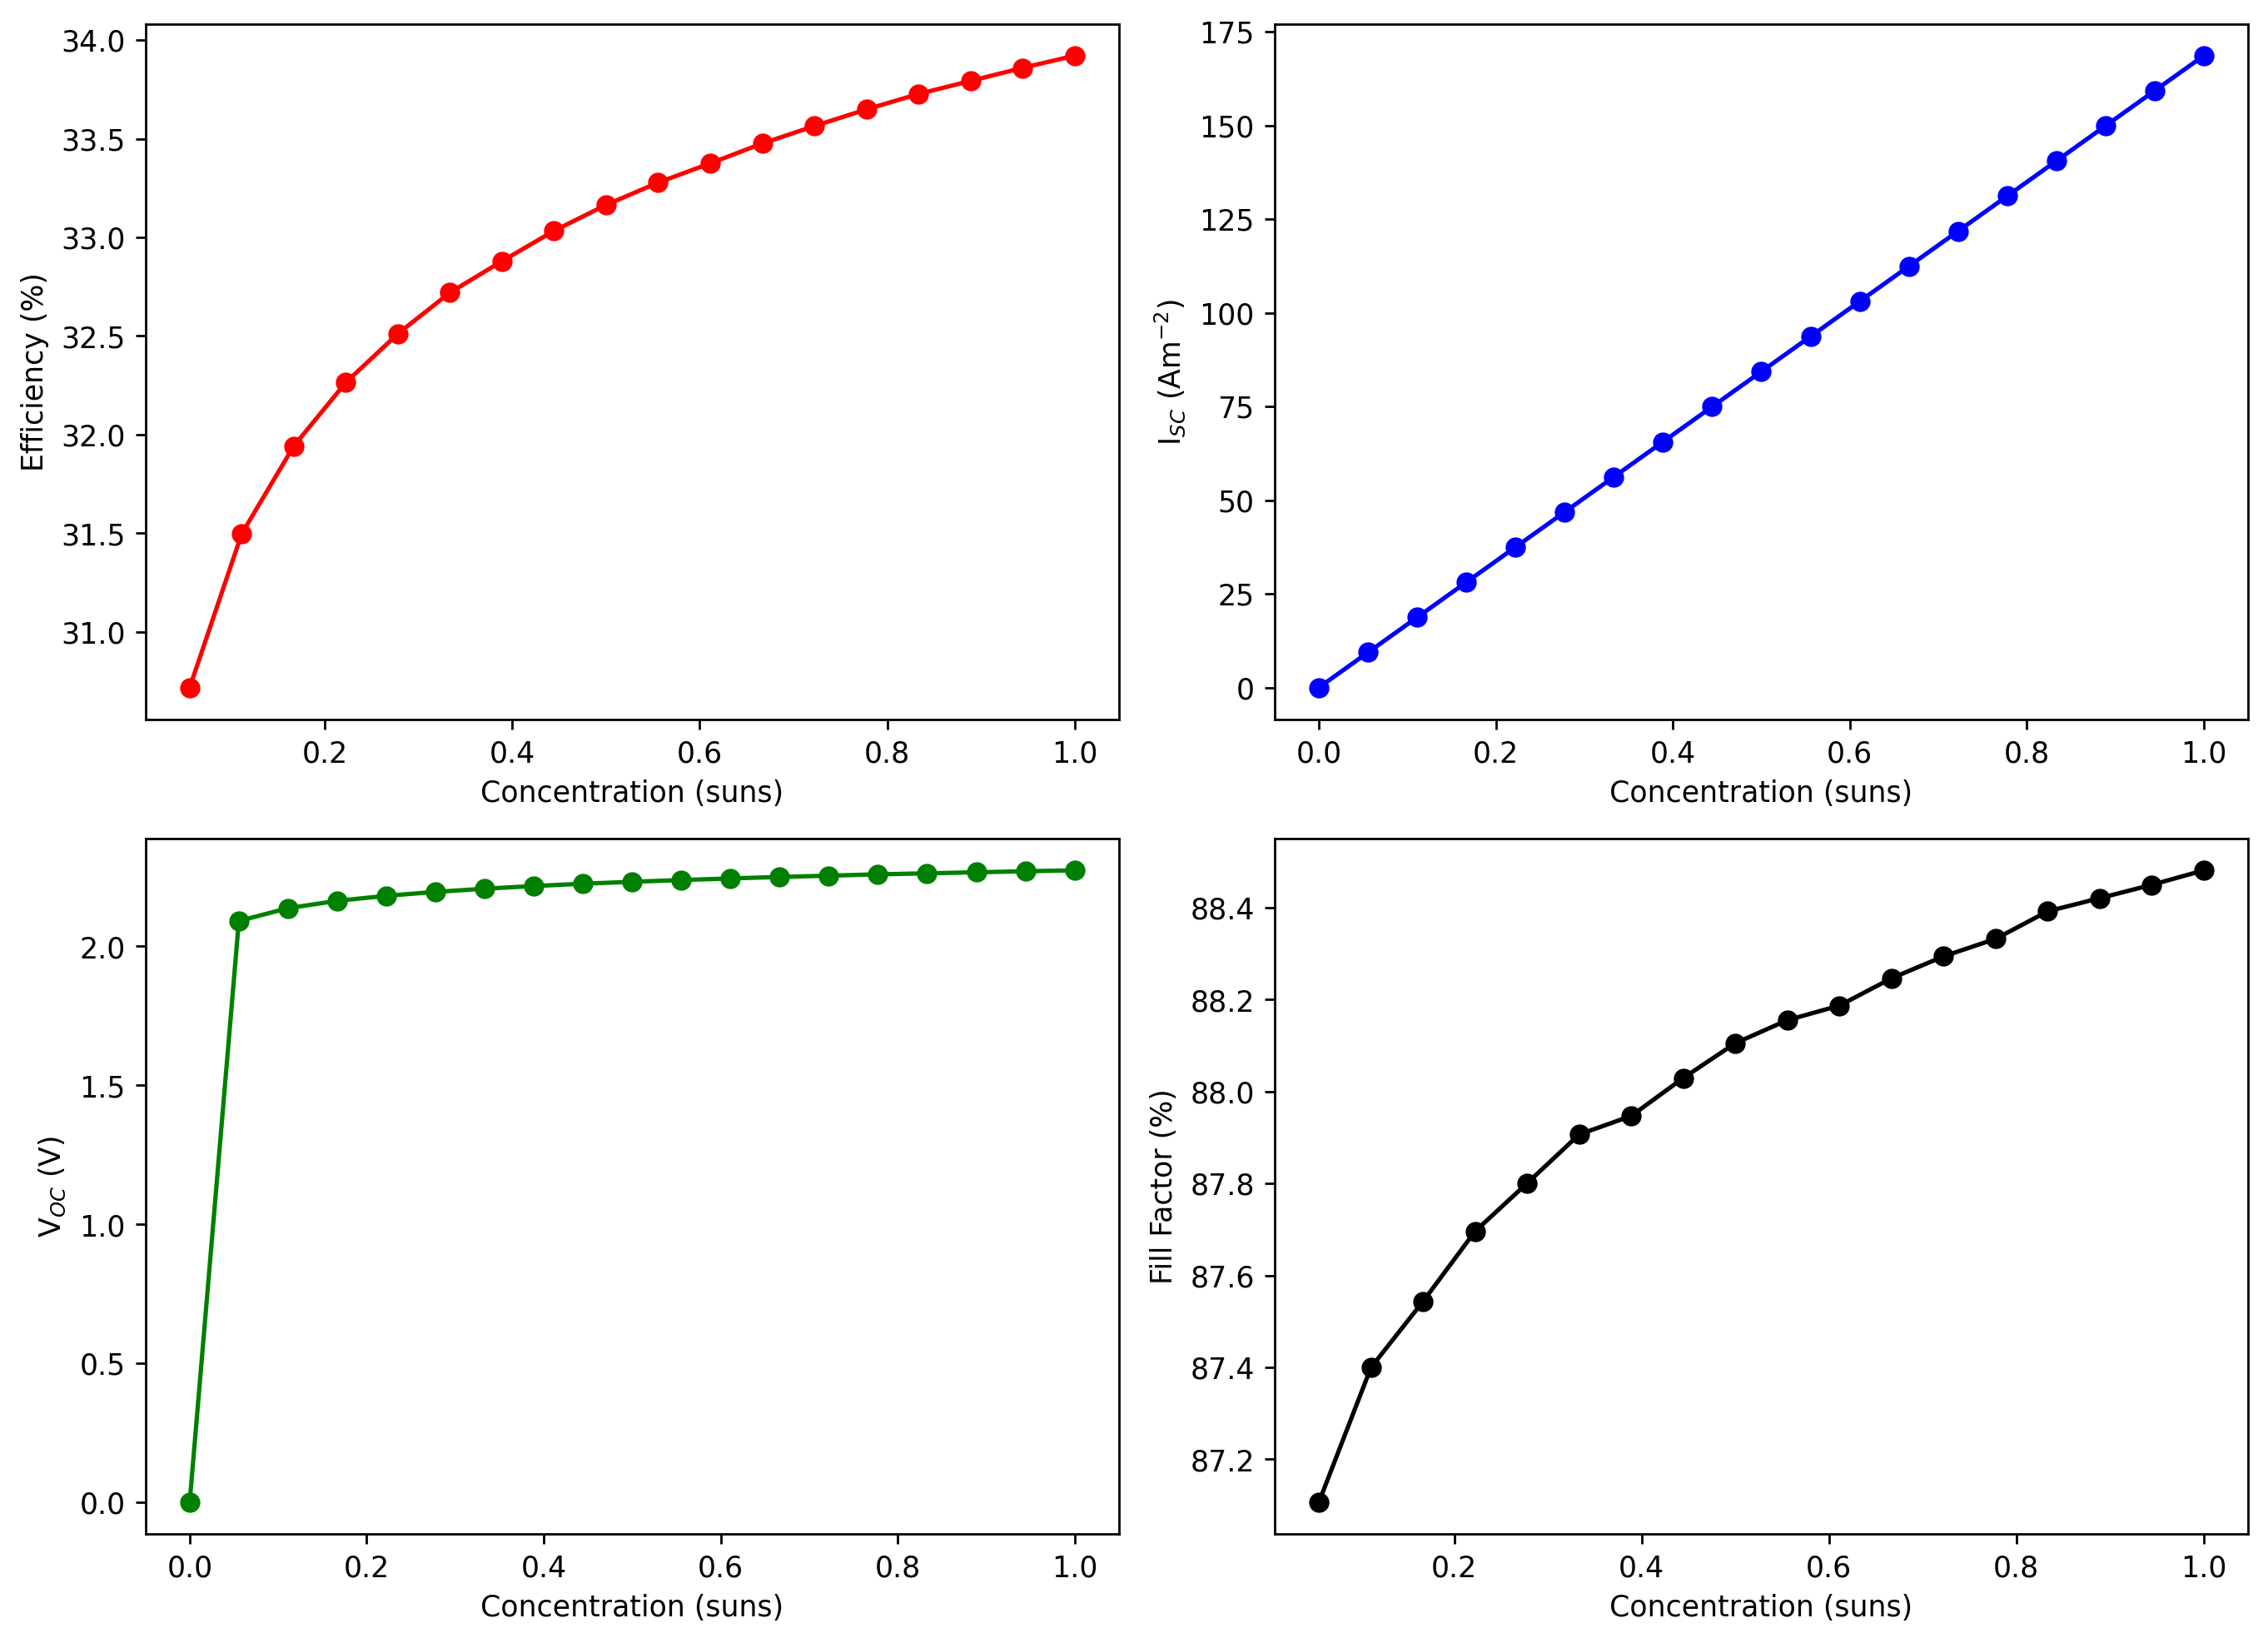 34.0
33.5
33.0
32.5
32.0
31.5
31.0
Efficiency (%)
0.2 0.4 0.6 0.8 1.0
Concentration (suns)
175
150
125
100
75
50
25
0
I_{SC} (Am^{−2})
0.0 0.2 0.4 0.6 0.8 1.0
Concentration (suns)
2.0
1.5
1.0
0.5
0.0
V_{OC} (V)
0.0 0.2 0.4 0.6 0.8 1.0
Concentration (suns)
88.4
88.2
88.0
87.8
87.6
87.4
87.2
Fill Factor (%)
0.2 0.4 0.6 0.8 1.0
Concentration (suns)